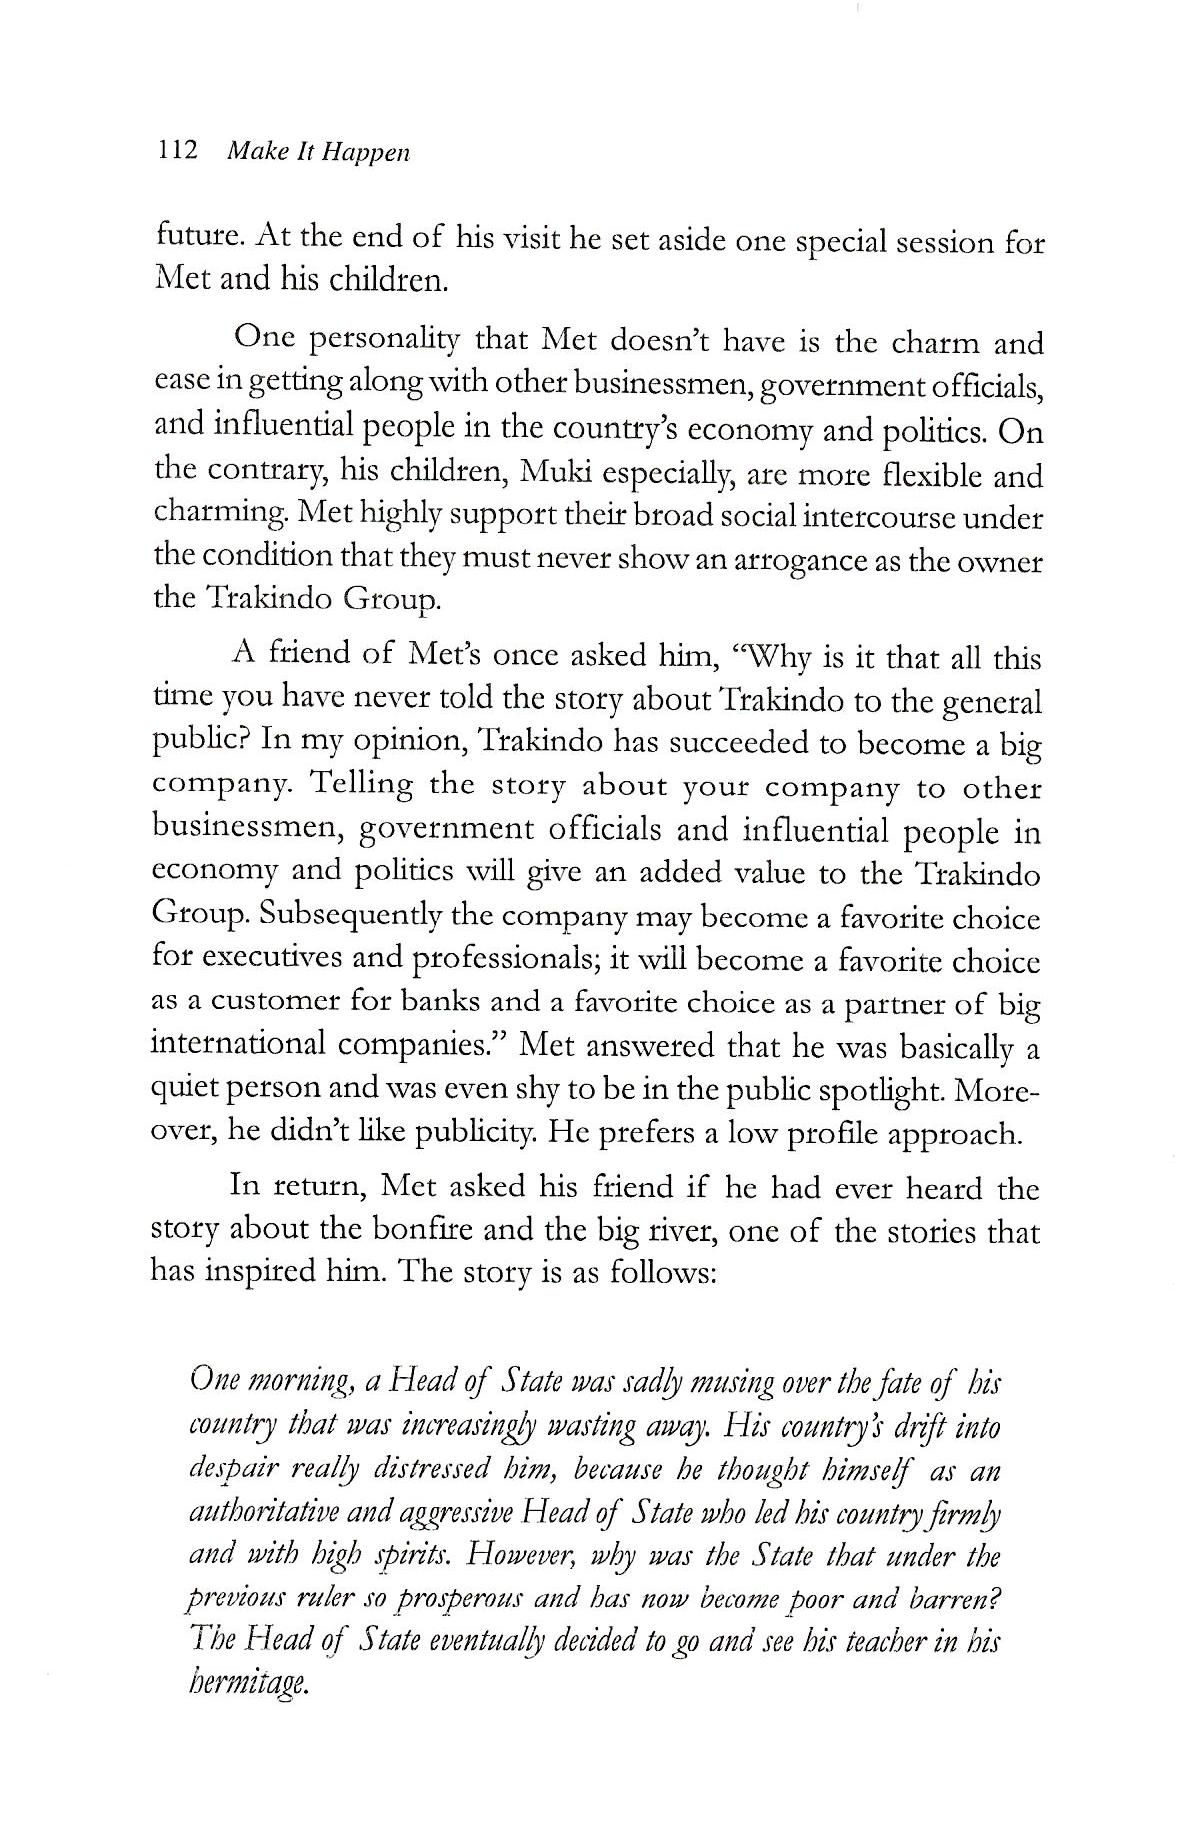 112 Make It Happen
future. At the end of his visit he set aside one special session for
Met and his children.
One personality that Met doesn't have is the charm and
ease in getting along with other businessmen, government officials,
and influential people in the country's economy and politics. On
the contrary, his children, Muki especially, are more flexible and
charming. Met highly support their broad social intercourse under
the condition that they must never show an arrogance as the owner
the Trakindo Group.
A friend of Met's once asked him, “Why is it that all this
time you have never told the story about Trakindo to the general
public? In my opinion, Trakindo has succeeded to become a big
company. Telling the story about your company to other
businessmen, government officials and influential people in
economy and politics will give an added value to the Trakindo
Group. Subsequently the company may become a favorite choice
for executives and professionals; it will become a favorite choice
as a customer for banks and a favorite choice as a partner of big
international companies.” Met answered that he was basically a
quiet person and was even shy to be in the public spotlight. More-
over, he didn't like publicity. He prefers a low profile approach.
In return, Met asked his friend if he had ever heard the
story about the bonfire and the big river, one of the stories that
has inspired him. The story is as follows:
One morning, a Head of State was sadly musing over the fate of his
country that was increasingly wasting away. His country's drift into
despair really distressed him, because he thought himself as an
authoritative and aggressive Head of State who led his country firmly
and with high spirits. However, why was the State that under the
previous ruler so prosperous and has now become poor and barren?
The Head of State eventually decided to go and see his teacher in his
hermitage.